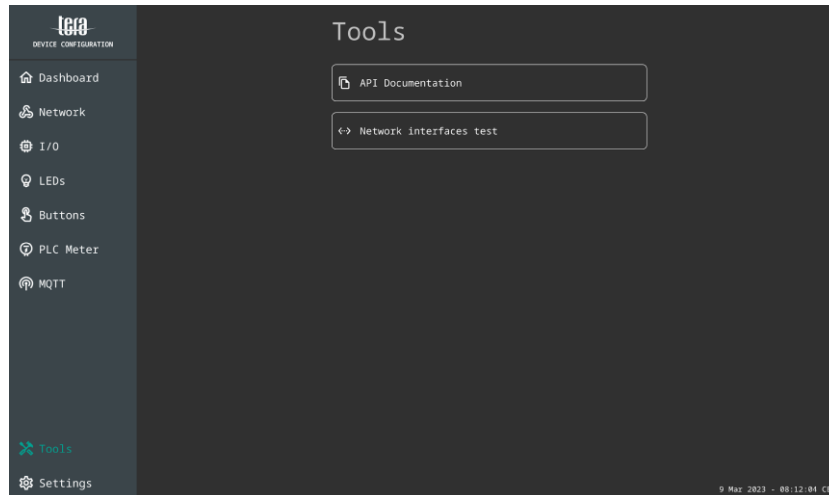 tera
DEVICE CONFIGURATION
Dashboard
Network
I/O
LEDs
Buttons
PLC Meter
MQTT
Tools
Settings
Tools
API Documentation
Network interfaces test
9 Mar 2023 - 08:12:04